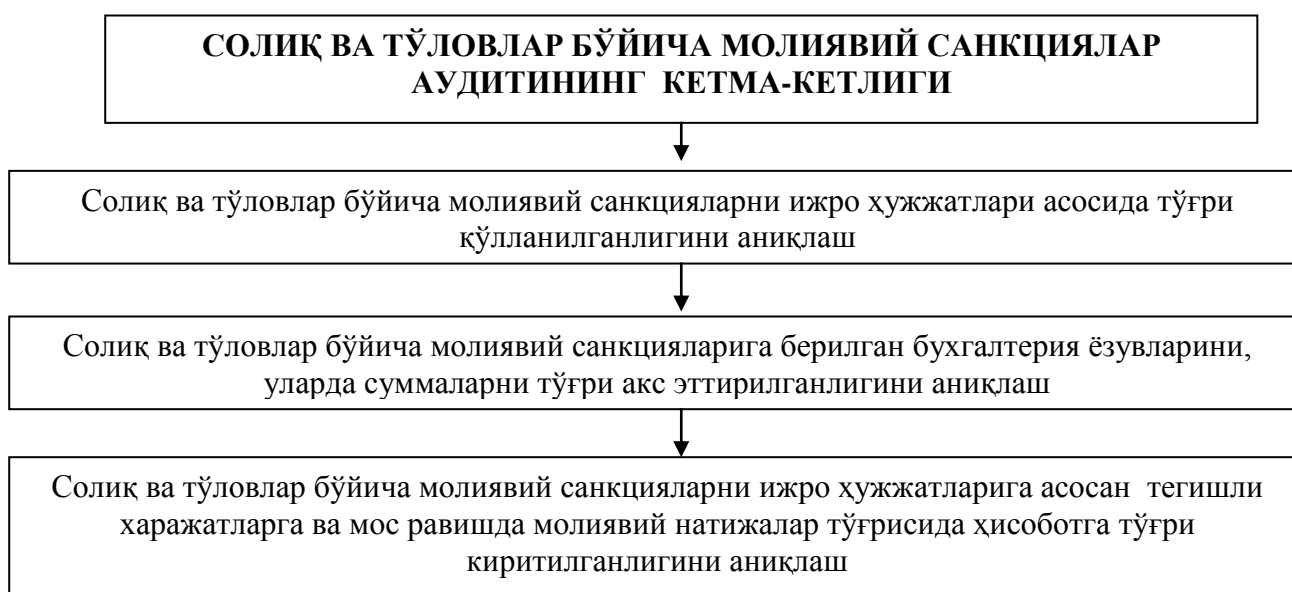 СОЛИҚ ВА ТЎЛОВЛАР БЎЙИЧА МОЛИЯВИЙ САНКЦИЯЛАР
АУДИТИНИНГ КЕТМА-КЕТЛИГИ
Солиқ ва тўловлар бўйича молиявий санкцияларни ижро ҳужжатлари асосида тўғри
қўлланилганлигини аниқлаш
Солиқ ва тўловлар бўйича молиявий санкцияларига берилган бухгалтерия ёзувларини,
уларда суммаларни тўғри акс эттирилганлигини аниқлаш
Солиқ ва тўловлар бўйича молиявий санкцияларни ижро ҳужжатларига асосан тегишли
харажатларга ва мос равишда молиявий натижалар тўғрисида ҳисоботга тўғри
киритилганлигини аниқлаш